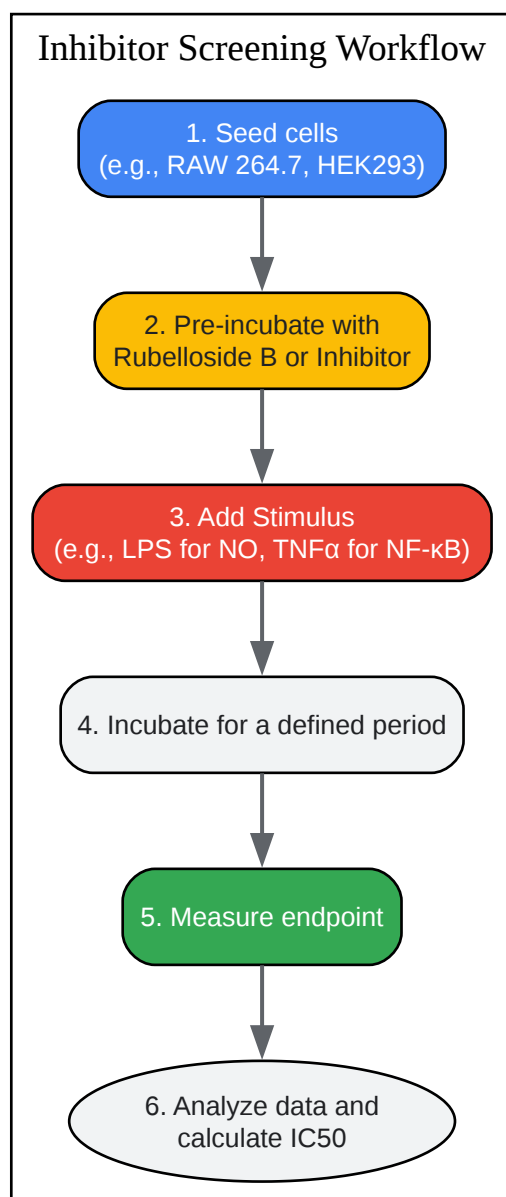 Inhibitor Screening Workflow
1. Seed cells
(e.g., RAW 264.7, HEK293)
2. Pre-incubate with
Rubelloside B or Inhibitor
3. Add Stimulus
(e.g., LPS for NO, TNFα for NF-κB)
4. Incubate for a defined period
5. Measure endpoint
6. Analyze data and
calculate IC50